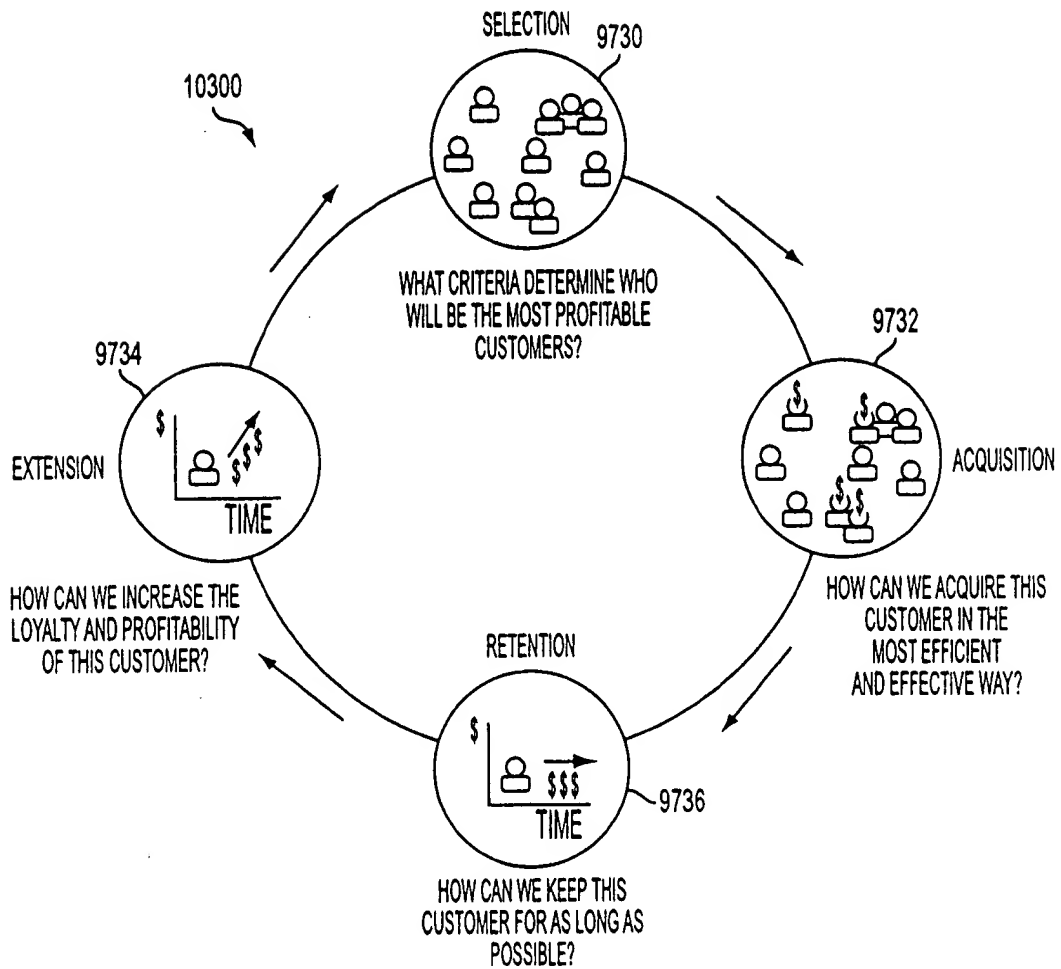 SELECTION
9730
10300
WHAT CRITERIA DETERMINE WHO
WILL BE THE MOST PROFITABLE
CUSTOMERS?
9732
$
$
$
$
ACQUISITION
HOW CAN WE ACQUIRE THIS
CUSTOMER IN THE
MOST EFFICIENT
AND EFFECTIVE WAY?
9734
EXTENSION
$
$$$
TIME
HOW CAN WE INCREASE THE
LOYALTY AND PROFITABILITY
OF THIS CUSTOMER?
RETENTION
$
$$$
TIME
9736
HOW CAN WE KEEP THIS
CUSTOMER FOR AS LONG AS
POSSIBLE?